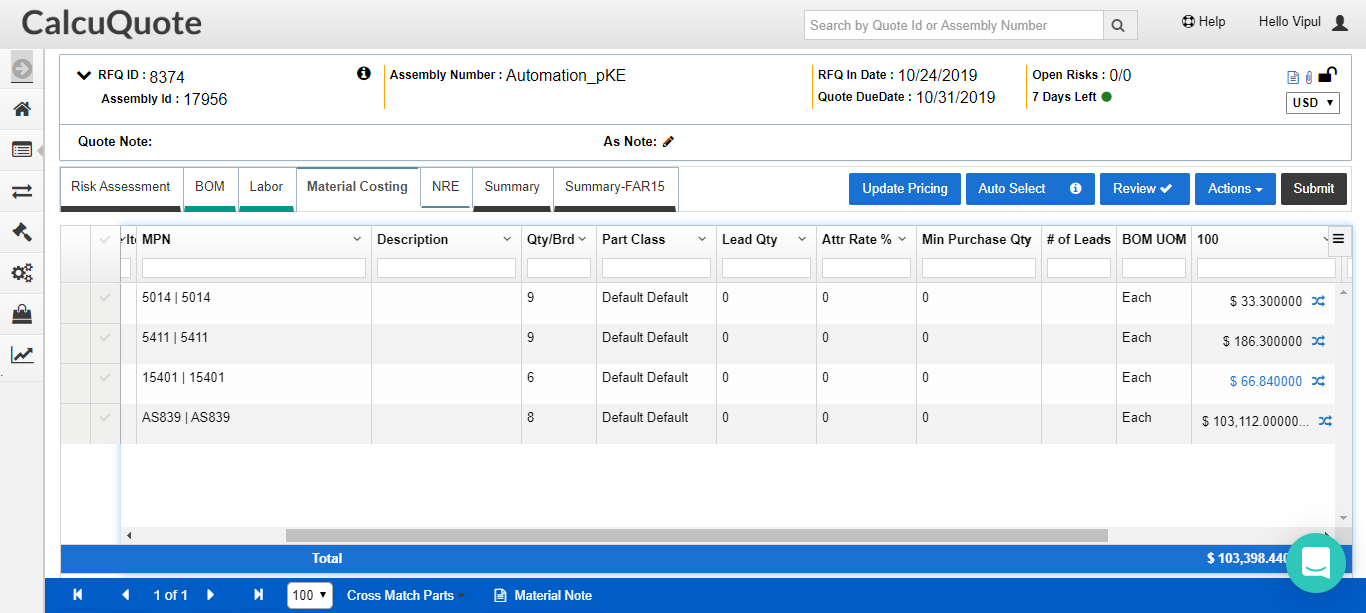 CalcuQuote
Search by Quote Id or Assembly Number
Help
Hello Vipul
RFQ ID : 8374
Assembly Number : Automation_pKE
RFQ In Date : 10/24/2019
Open Risks : 0/0
Assembly Id : 17956
Quote DueDate : 10/31/2019
7 Days Left
USD
Quote Note:
As Note:
Risk Assessment BOM Labor Material Costing NRE Summary Summary-FAR15
Update Pricing Auto Select Review Actions Submit
MPN Description Qty/Brd Part Class Lead Qty Attr Rate % Min Purchase Qty # of Leads BOM UOM 100
5014 | 5014 9 Default Default 0 0 0 Each $ 33.300000
5411 | 5411 9 Default Default 0 0 0 Each $ 186.300000
15401 | 15401 6 Default Default 0 0 0 Each $ 66.840000
AS839 | AS839 8 Default Default 0 0 0 Each $ 103,112.00000...
Total $ 103,398.440
1 of 1 100 Cross Match Parts Material Note